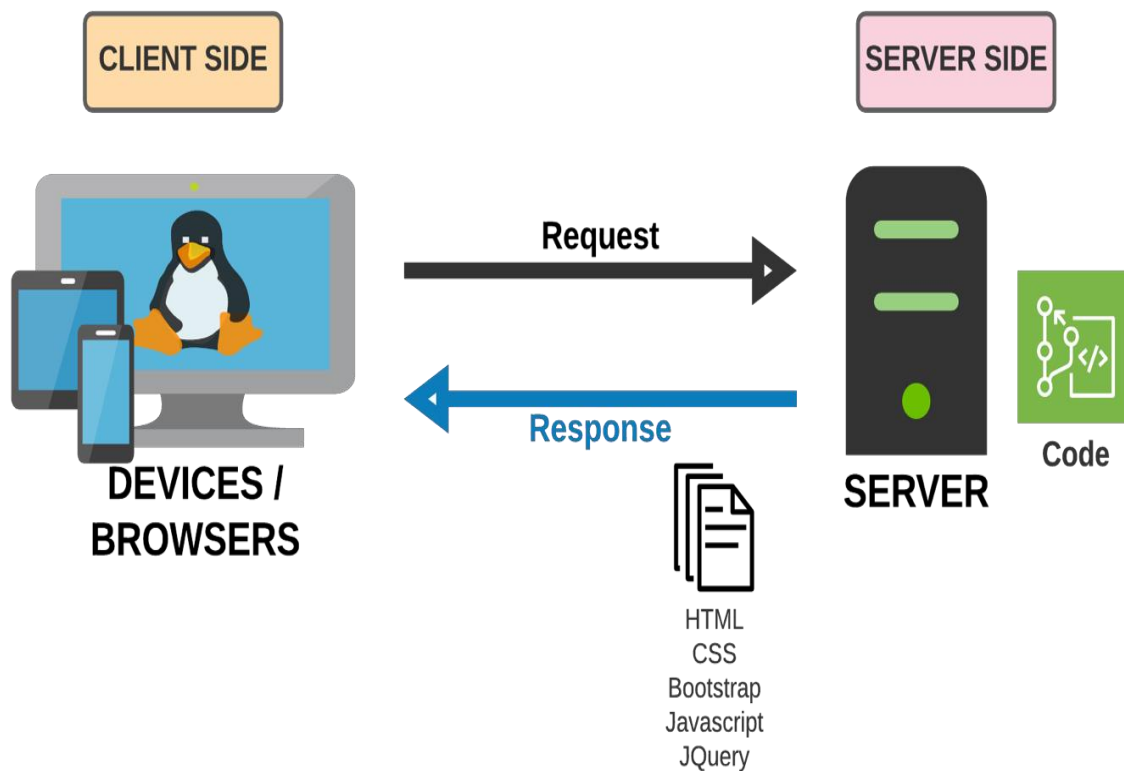 CLIENT SIDE
SERVER SIDE
Request
Response
DEVICES /
BROWSERS
SERVER
</>
Code
HTML
CSS
Bootstrap
Javascript
JQuery